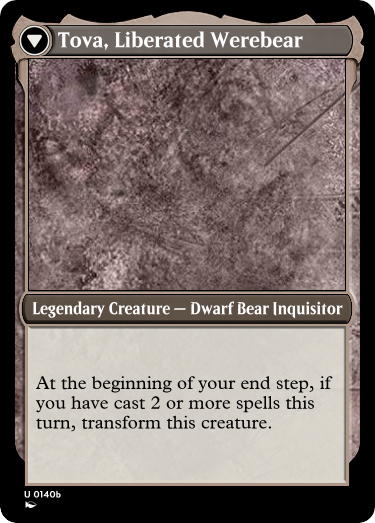 Tova, Liberated Werebear
Legendary Creature — Dwarf Bear Inquisitor
At the beginning of your end step, if
you have cast 2 or more spells this
turn, transform this creature.
U 0140b